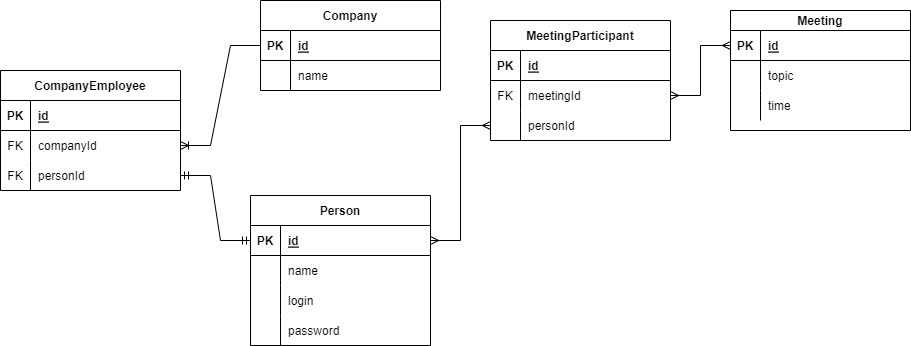 Company
PK id
name
CompanyEmployee
PK id
FK companyId
FK personId
Person
PK id
name
login
password
MeetingParticipant
PK id
FK meetingId
personId
Meeting
PK id
topic
time